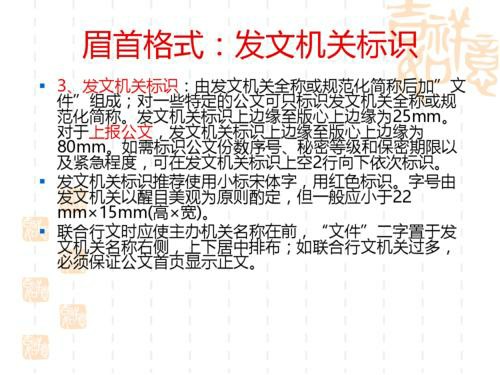 眉首格式：发文机关标识
3、发文机关标识：由发文机关全称或规范化简称后加"文
件"组成；对一些特定的公文可只标识发文机关全称或规
范化简称。发文机关标识上边缘至版心上边缘为25mm。
对于上报公文，发文机关标识上边缘至版心上边缘为
80mm。如需标识公文份数序号、秘密等级和保密期限以
及紧急程度，可在发文机关标识上空2行向下依次标识。
发文机关标识推荐使用小标宋体字，用红色标识。字号由
发文机关以醒目美观为原则酌定，但一般应小于22
mm×15mm(高×宽)。
联合行文时应使主办机关名称在前，"文件"二字置于发
文机关名称右侧，上下居中排布；如联合行文机关过多，
必须保证公文首页显示正文。